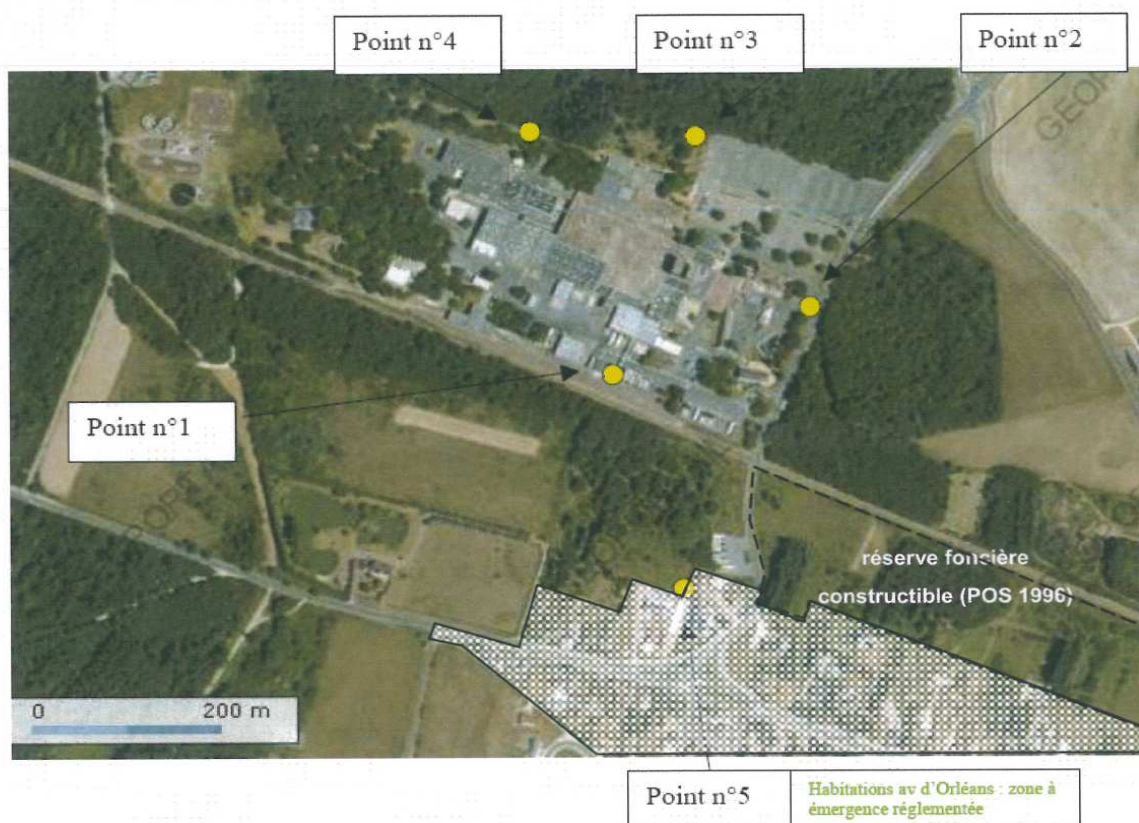 Point n°4
Point n°3
Point n°2
Point n°1
réserve foncière
constructible (POS 1996)
0 200 m
Point n°5
Habitations av d'Orléans : zone à
émergence réglementée